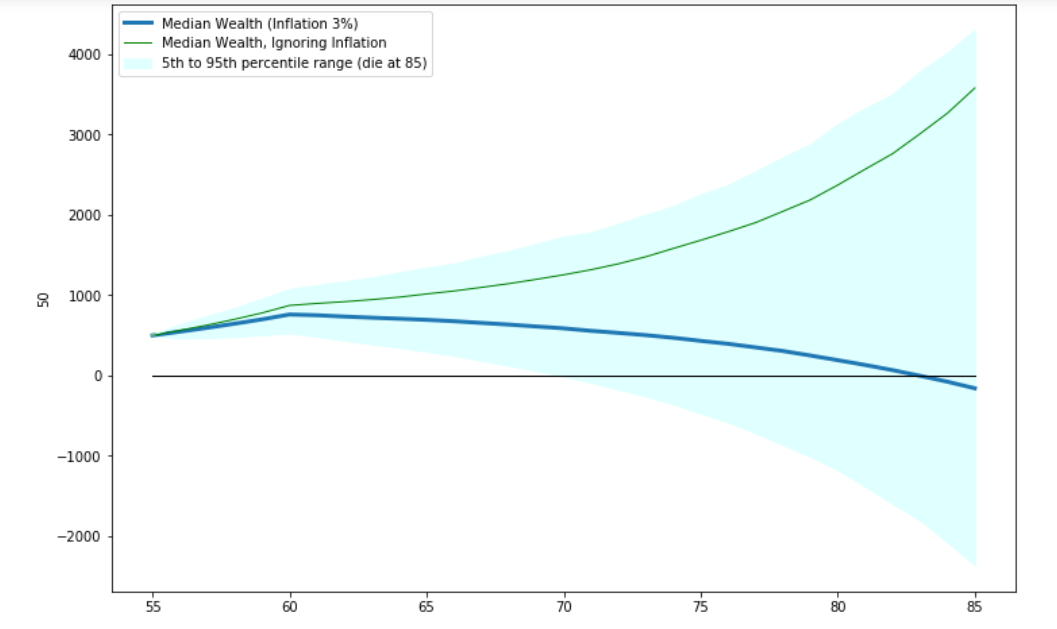 Median Wealth (Inflation 3%)
Median Wealth, Ignoring Inflation
5th to 95th percentile range (die at 85)
4000
3000
2000
1000
0
−1000
−2000
50
55 60 65 70 75 80 85